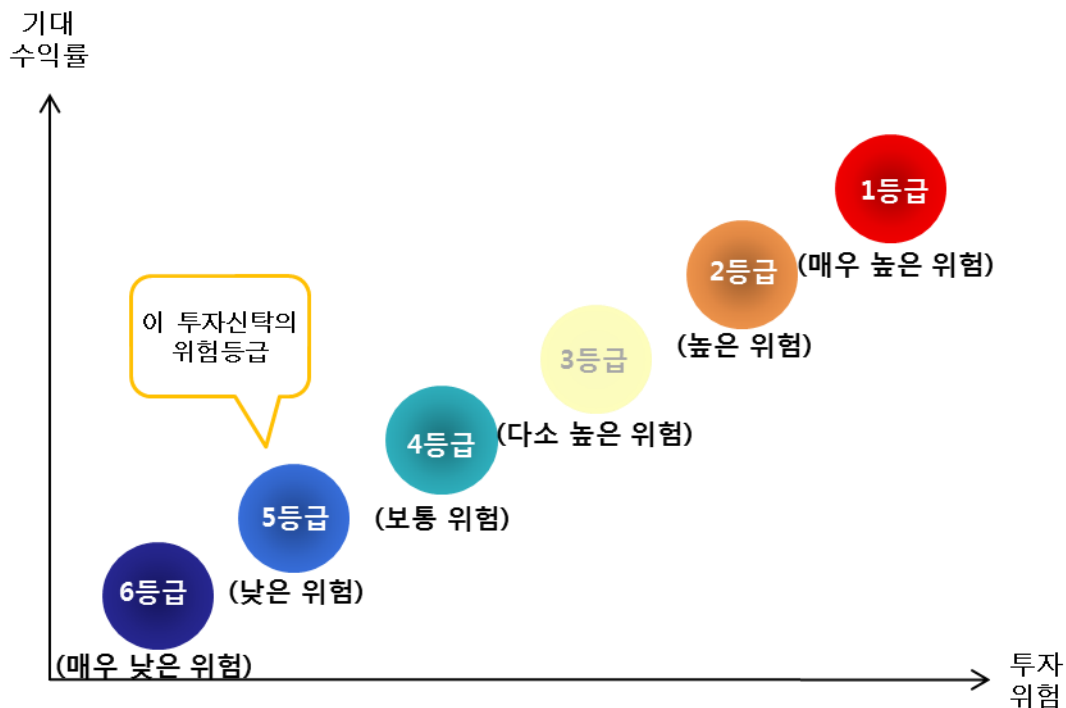 기대
수익률
1등급
(매우 높은 위험)
2등급
(높은 위험)
이 투자신탁의
위험등급
3등급
(다소 높은 위험)
4등급
(보통 위험)
5등급
(낮은 위험)
6등급
(매우 낮은 위험)
투자
위험